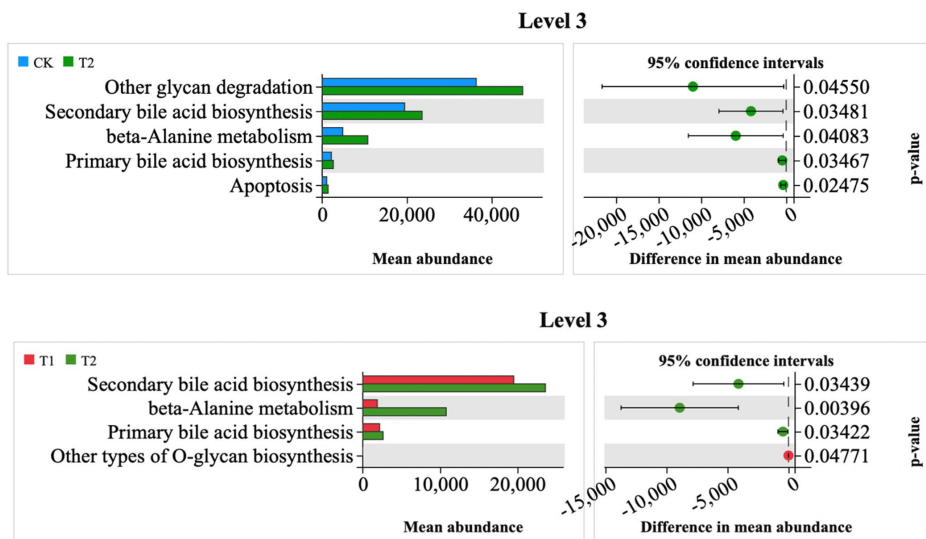 Level 3
CK T2
95% confidence intervals
Other glycan degradation
0.04550
Secondary bile acid biosynthesis
0.03481
beta-Alanine metabolism
0.04083
Primary bile acid biosynthesis
0.03467
Apoptosis
0.02475
p-value
0 20,000 40,000
-20,000 -15,000 -10,000 -5,000 0
Mean abundance
Difference in mean abundance
Level 3
T1 T2
95% confidence intervals
Secondary bile acid biosynthesis
0.03439
beta-Alanine metabolism
0.00396
Primary bile acid biosynthesis
0.03422
Other types of O-glycan biosynthesis
0.04771
p-value
0 10,000 20,000
-15,000 -10,000 -5,000 0
Mean abundance
Difference in mean abundance